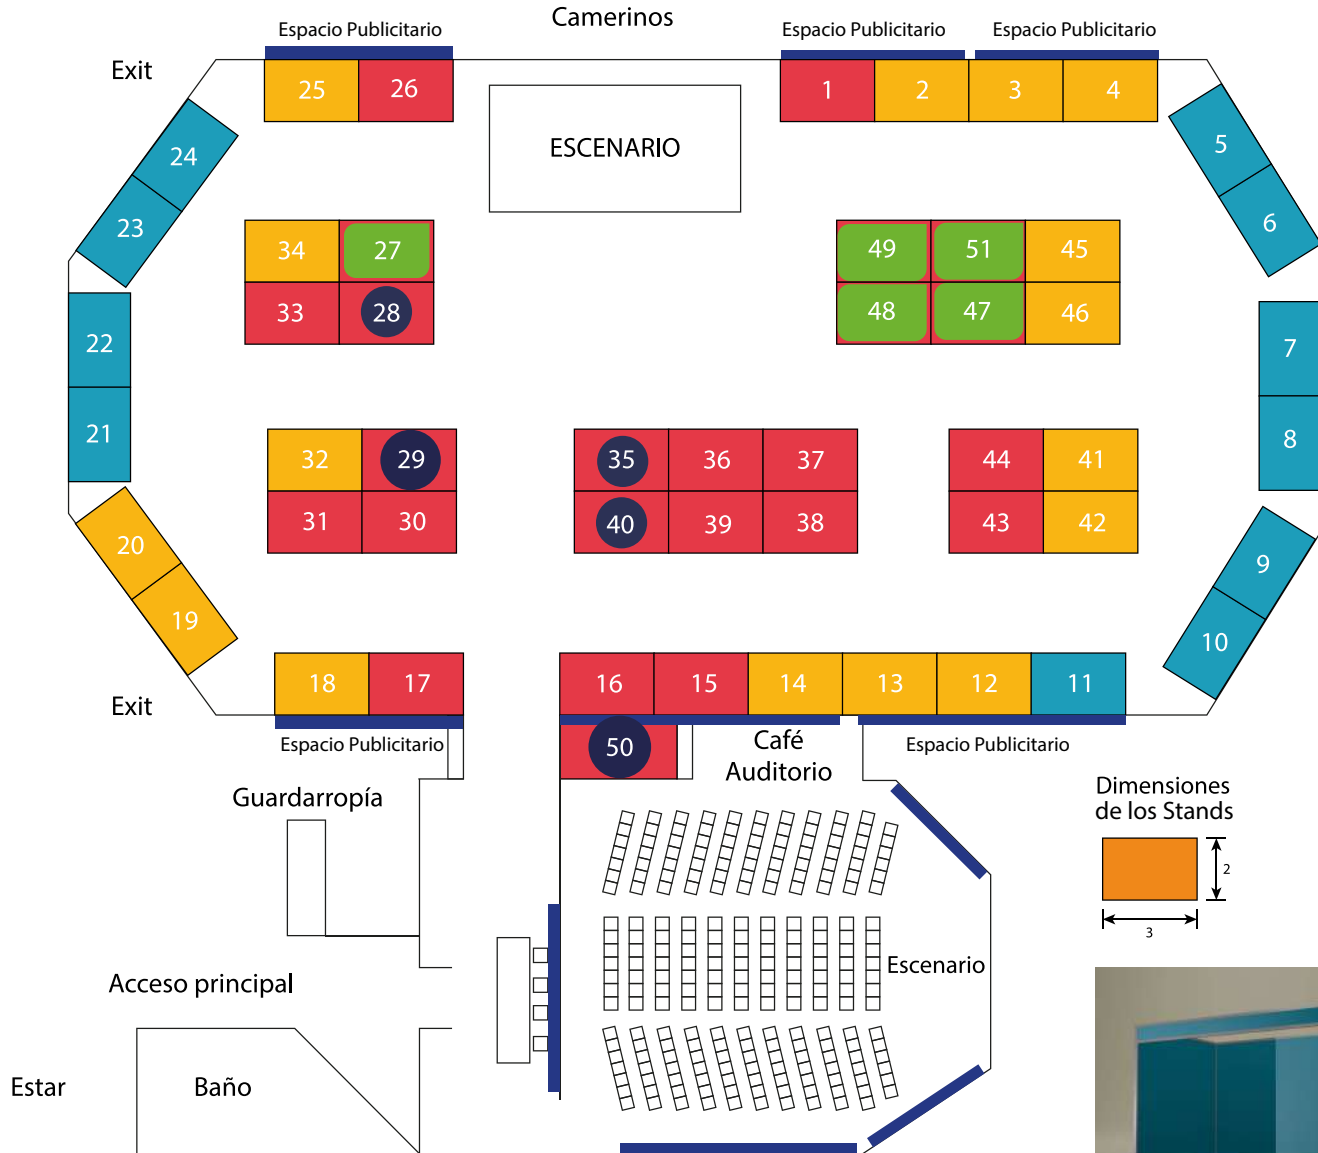 Camerinos
Espacio Publicitario
Espacio Publicitario
Espacio Publicitario
Exit
25
26
1
2
3
4
ESCENARIO
24
23
5
6
34
27
33
28
49
51
45
48
47
46
22
21
7
8
32
29
31
30
35
36
37
40
39
38
44
41
43
42
20
19
9
10
18
17
16
15
14
13
12
11
Exit
Espacio Publicitario
50
Café
Auditorio
Espacio Publicitario
Guardarropía
Dimensiones
de los Stands
2
3
Escenario
Acceso principal
Estar
Baño